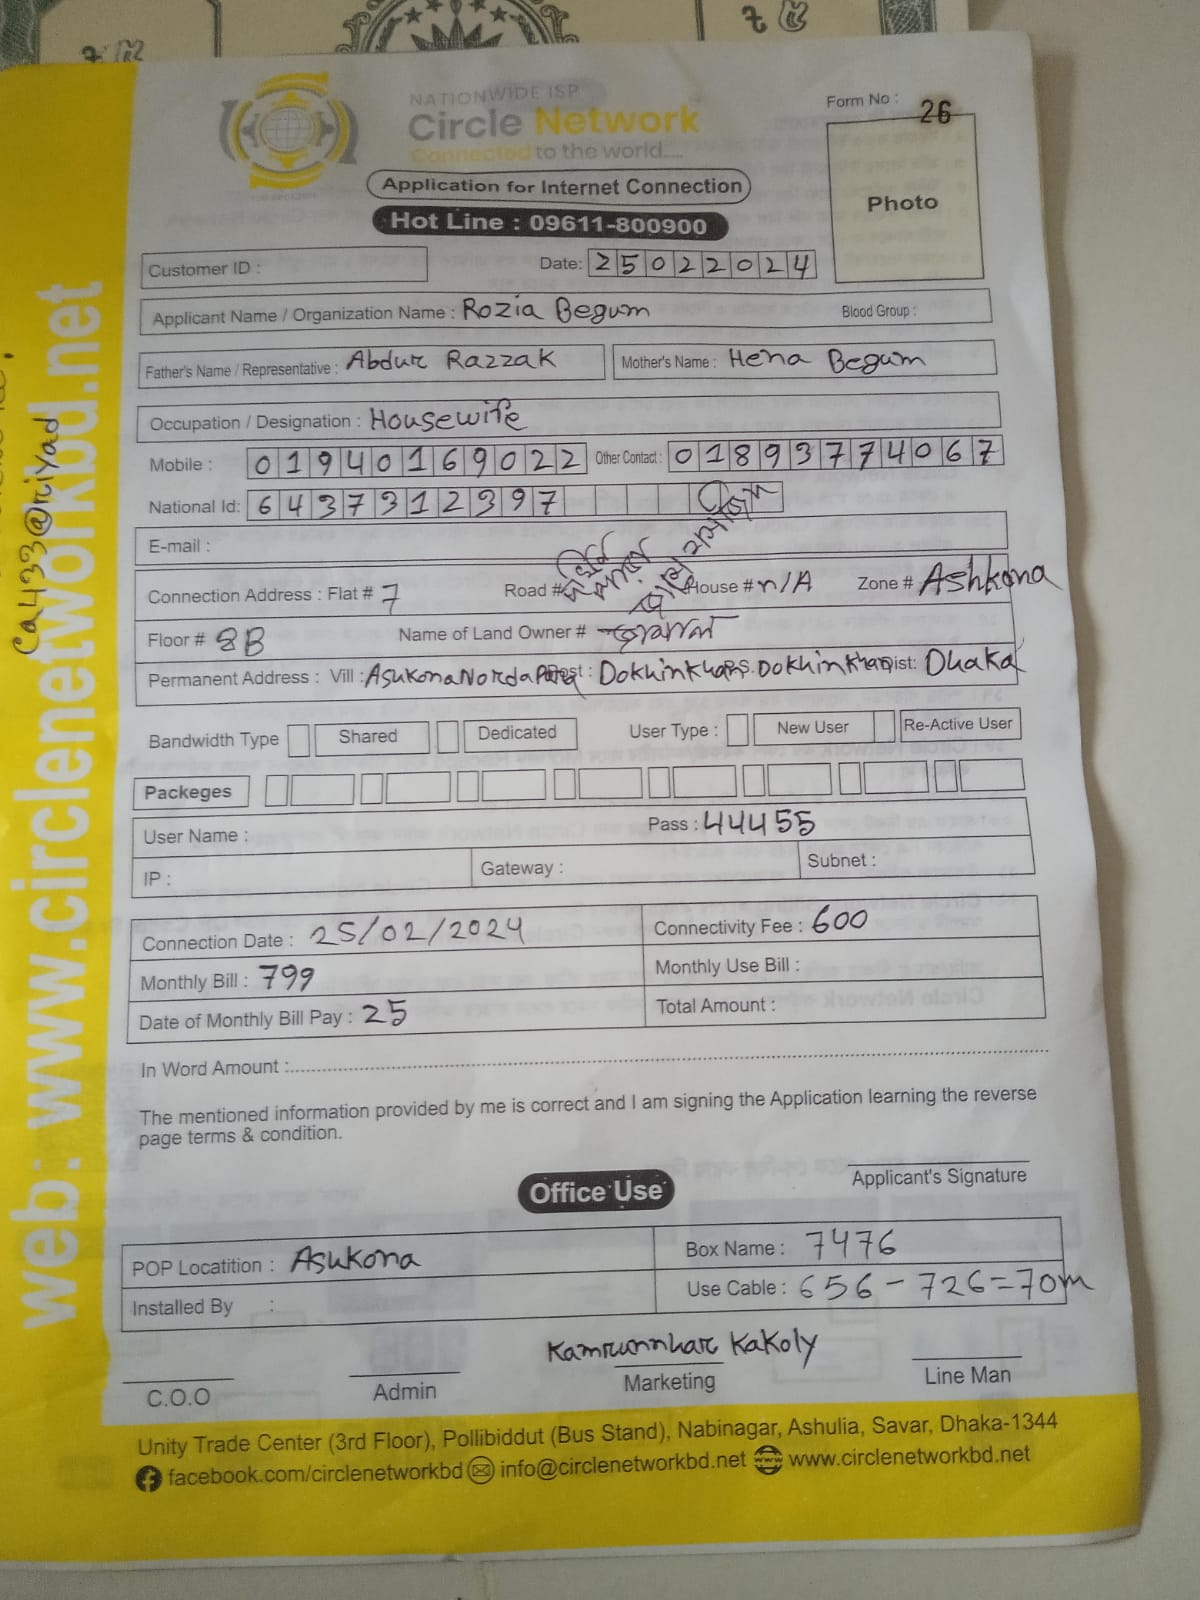 Form No : 26
NATIONWIDE ISP
Circle Network
Connected to the world....
Photo
Application for Internet Connection
Hot Line : 09611-800900
Customer ID :
Date: 25022024
Applicant Name / Organization Name : Rozia Begum Blood Group :
Father's Name / Representative : Abdur Razzak Mother's Name : Hena Begum
Occupation / Designation : Housewife
Mobile : 01940169022 Other Contact : 01893774067
National Id: 6437312397
E-mail :
Connection Address : Flat # 7 Road # House # n/A Zone # Ashkona
Floor # 8B Name of Land Owner #
Permanent Address : Vill : Asukona Norda Para Post : Dokhinkhan P.S. Dokhinkhan Dist: Dhaka
Bandwidth Type Shared Dedicated User Type : New User Re-Active User
Packeges
User Name : Pass : 44455
IP : Gateway : Subnet :
Connection Date : 25/02/2024 Connectivity Fee : 600
Monthly Bill : 799 Monthly Use Bill :
Date of Monthly Bill Pay : 25 Total Amount :
In Word Amount :
The mentioned information provided by me is correct and I am signing the Application learning the reverse
page terms & condition.
Applicant's Signature
Office Use
POP Locatition : Asukona Box Name : 7476
Installed By : Use Cable : 656 - 726 = 70m
Kamrunnhar Kakoly
C.O.O Admin Marketing Line Man
Unity Trade Center (3rd Floor), Pollibiddut (Bus Stand), Nabinagar, Ashulia, Savar, Dhaka-1344
facebook.com/circlenetworkbd info@circlenetworkbd.net www.circlenetworkbd.net
web: www.circlenetworkbd.net
Ca433@riyad